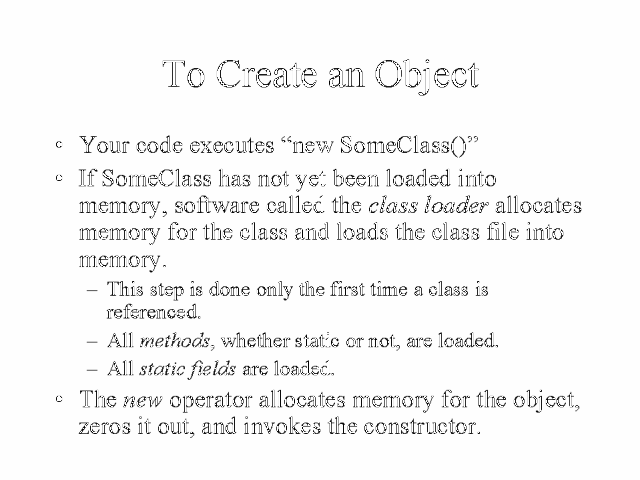 To Create an Object
◦ Your code executes “new SomeClass()”
◦ If SomeClass has not yet been loaded into
memory, software called the class loader allocates
memory for the class and loads the class file into
memory.
– This step is done only the first time a class is
referenced.
– All methods, whether static or not, are loaded.
– All static fields are loaded.
◦ The new operator allocates memory for the object,
zeros it out, and invokes the constructor.